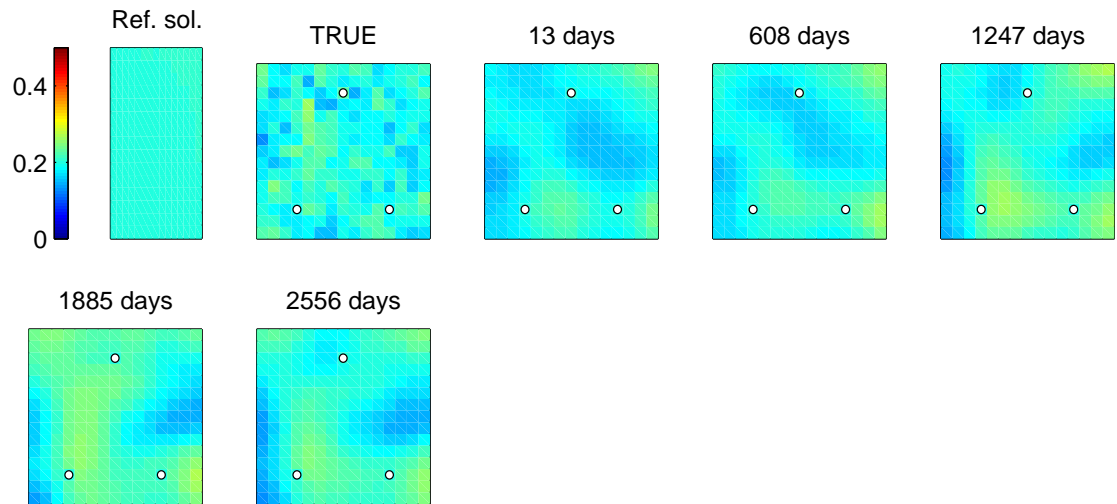 Ref. sol.
TRUE
13 days
608 days
1247 days
0.4
0.2
0
1885 days
2556 days